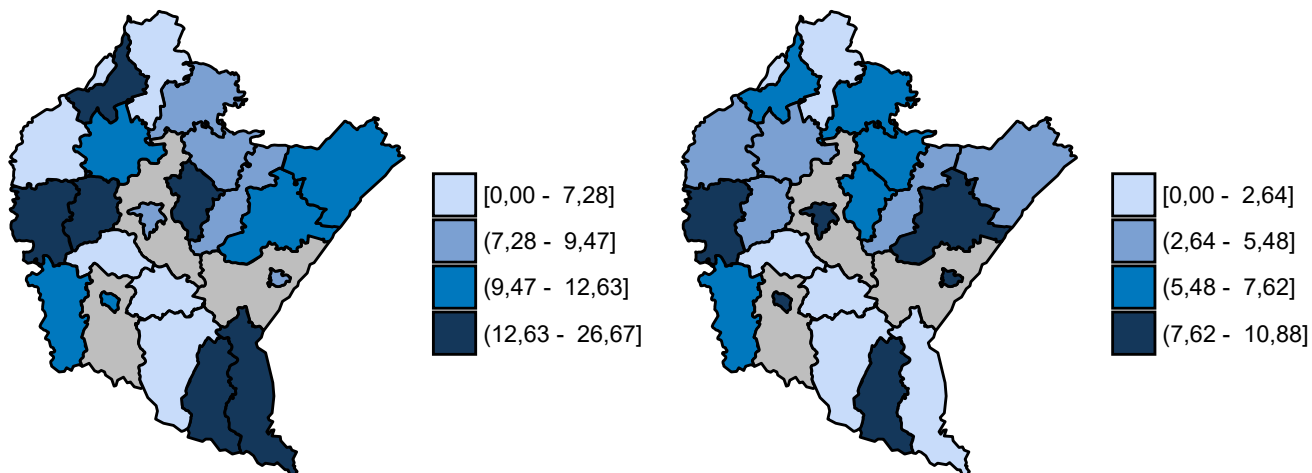 [0,00 - 7,28]
(7,28 - 9,47]
(9,47 - 12,63]
(12,63 - 26,67]
[0,00 - 2,64]
(2,64 - 5,48]
(5,48 - 7,62]
(7,62 - 10,88]